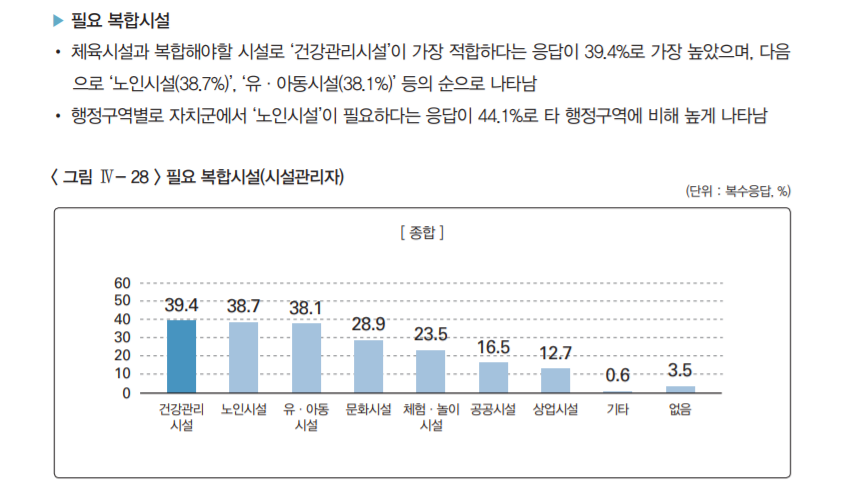 ▶ 필요 복합시설
• 체육시설과 복합해야할 시설로 ‘건강관리시설’이 가장 적합하다는 응답이 39.4%로 가장 높았으며, 다음
으로 ‘노인시설(38.7%)’, ‘유 · 아동시설(38.1%)’ 등의 순으로 나타남
• 행정구역별로 자치군에서 ‘노인시설’이 필요하다는 응답이 44.1%로 타 행정구역에 비해 높게 나타남
〈 그림 Ⅳ- 28 〉 필요 복합시설(시설관리자)
(단위 : 복수응답, %)
[ 종합 ]
60
50
40
30
20
10
0
39.4 38.7 38.1 28.9 23.5 16.5 12.7 0.6 3.5
건강관리 노인시설 유 · 아동 문화시설 체험 · 놀이 공공시설 상업시설 기타 없음
시설 시설 시설